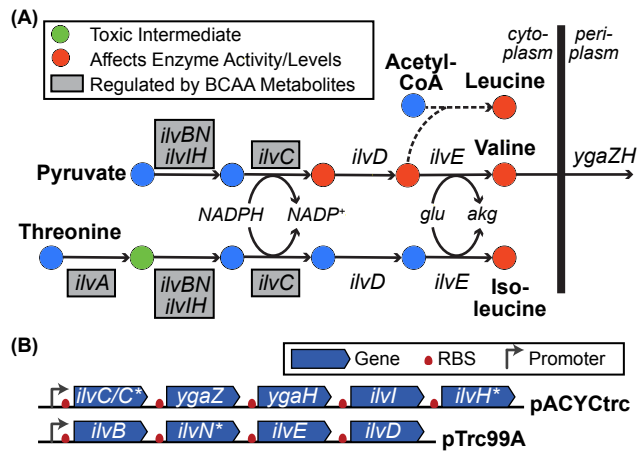 (A)
Toxic Intermediate
Affects Enzyme Activity/Levels
Regulated by BCAA Metabolites
Acetyl-
CoA
Leucine
cyto-
plasm
peri-
plasm
ilvBN
ilvIH
ilvC
ilvD
ilvE
Valine
ygaZH
Pyruvate
NADPH
NADP+
glu
akg
Threonine
ilvA
ilvBN
ilvIH
ilvC
ilvD
ilvE
Iso-
leucine
(B)
Gene
RBS
Promoter
ilvC/C* ygaZ ygaH ilvI ilvH* pACYCtrc
ilvB ilvN* ilvE ilvD pTrc99A